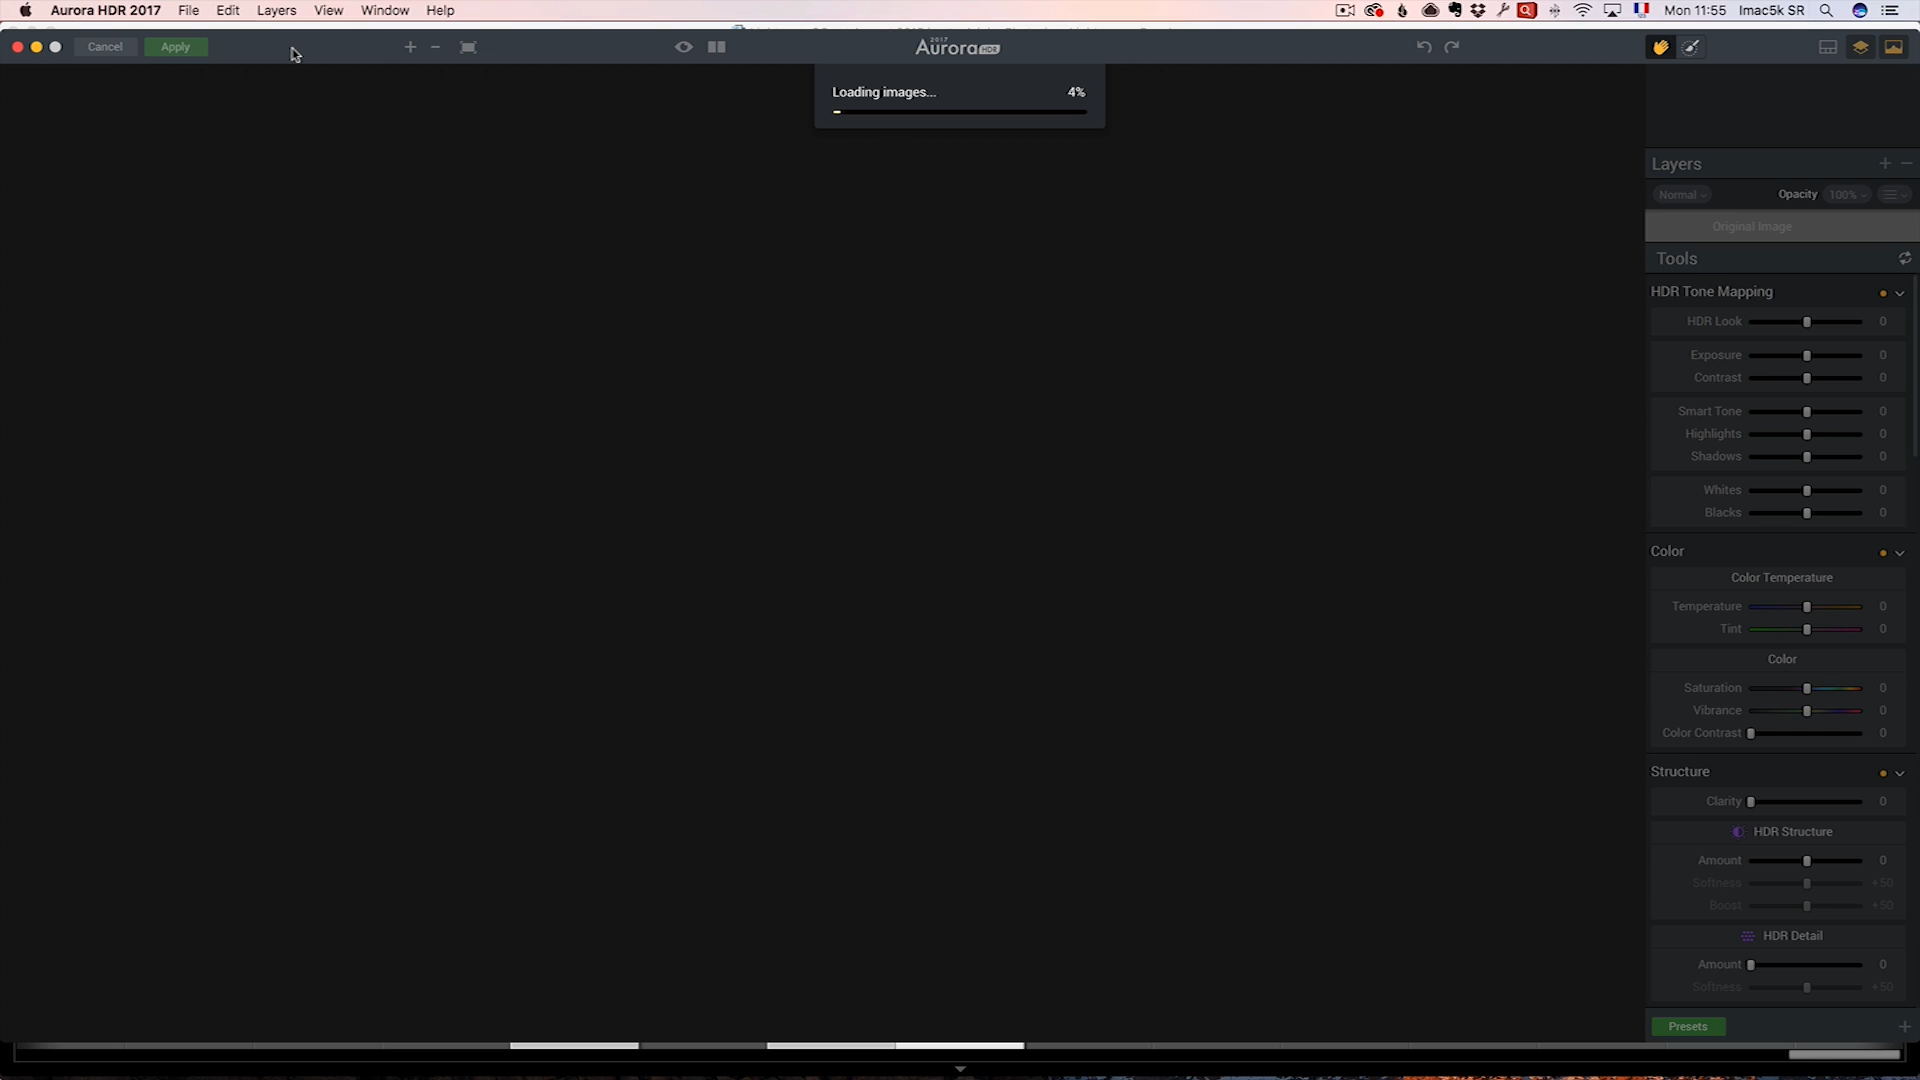 Aurora HDR 2017 File Edit Layers View Window Help Mon 11:55 Imac5k SR
Cancel Apply 2017 Aurora HDR
Loading images... 4%
Layers
Normal Opacity 100%
Original Image
Tools
HDR Tone Mapping
HDR Look 0
Exposure 0
Contrast 0
Smart Tone 0
Highlights 0
Shadows 0
Whites 0
Blacks 0
Color
Color Temperature
Temperature 0
Tint 0
Color
Saturation 0
Vibrance 0
Color Contrast 0
Structure
Clarity 0
HDR Structure
Amount 0
Softness +50
Boost +50
HDR Detail
Amount 0
Softness +50
Presets